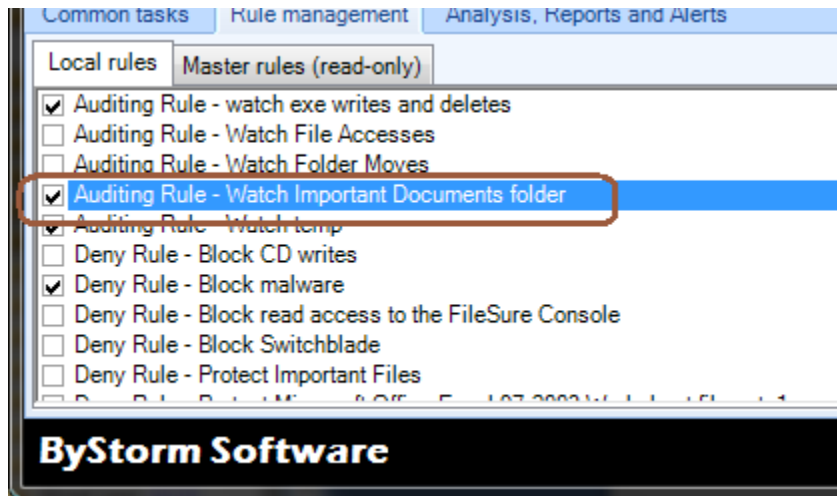 Common tasks Rule management Analysis, Reports and Alerts
Local rules Master rules (read-only)
Auditing Rule - watch exe writes and deletes
Auditing Rule - Watch File Accesses
Auditing Rule - Watch Folder Moves
Auditing Rule - Watch Important Documents folder
Auditing Rule - Watch temp
Deny Rule - Block CD writes
Deny Rule - Block malware
Deny Rule - Block read access to the FileSure Console
Deny Rule - Block Switchblade
Deny Rule - Protect Important Files
ByStorm Software